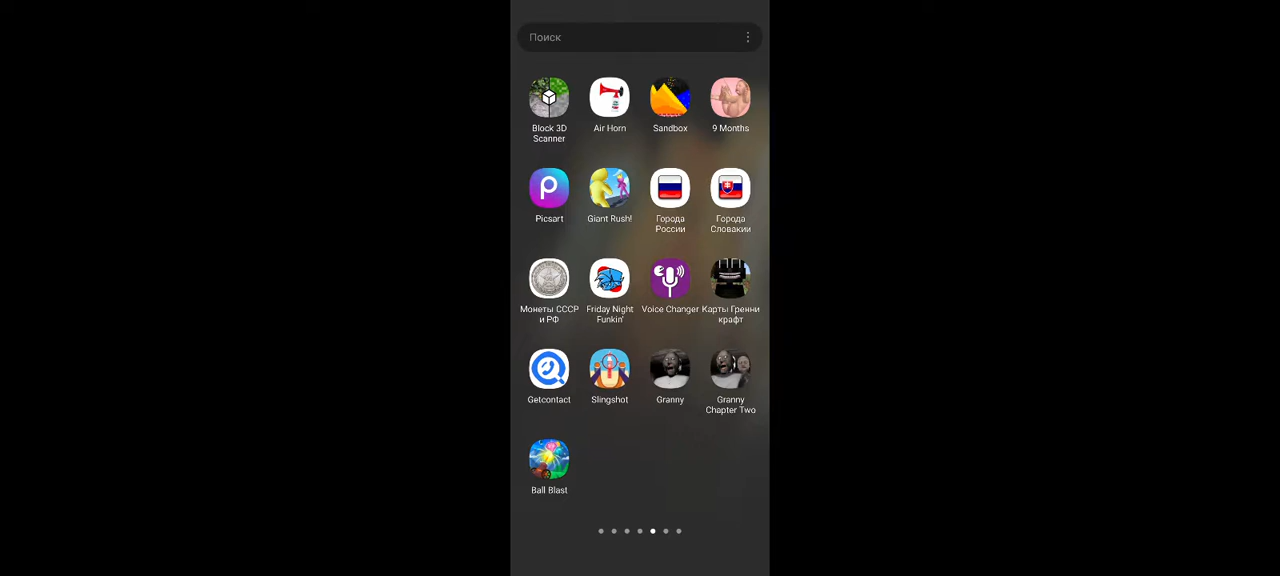 Поиск
Block 3D
Scanner
Air Horn
Sandbox
9 Months
Picsart
Giant Rush!
Города
России
Города
Словакии
Монеты СССР
и РФ
Friday Night
Funkin'
Voice Changer
Карты Гренни
крафт
Getcontact
Slingshot
Granny
Granny
Chapter Two
Ball Blast